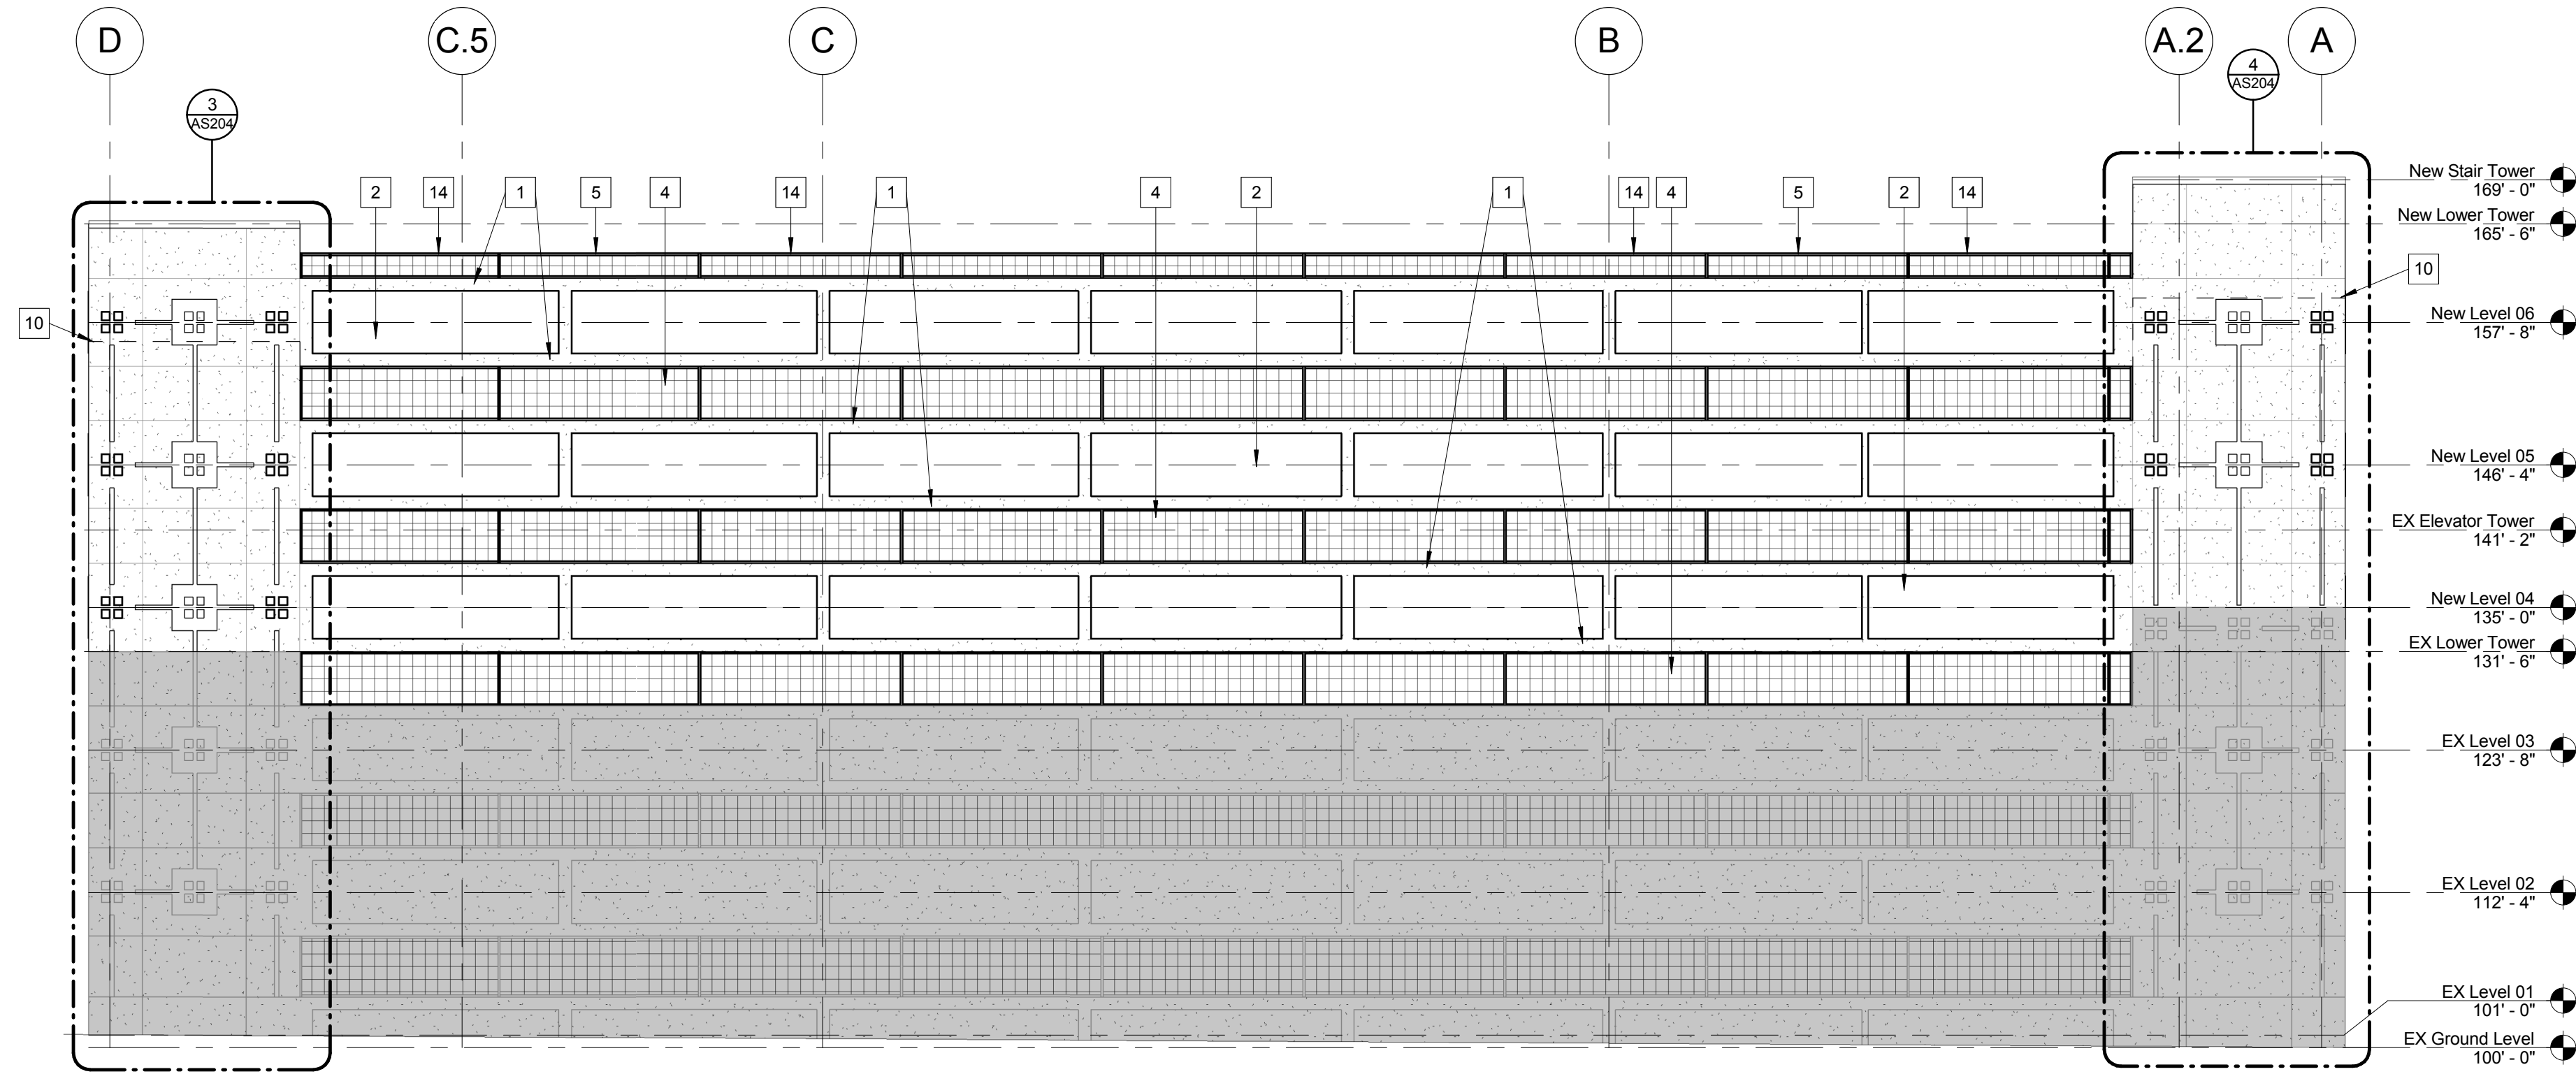 D
C.5
C
B
A.2
A
3
AS204
4
AS204
2
14
1
5
4
14
1
4
2
1
14
4
5
2
14
10
10
New Stair Tower
169' - 0"
New Lower Tower
165' - 6"
New Level 06
157' - 8"
New Level 05
146' - 4"
EX Elevator Tower
141' - 2"
New Level 04
135' - 0"
EX Lower Tower
131' - 6"
EX Level 03
123' - 8"
EX Level 02
112' - 4"
EX Level 01
101' - 0"
EX Ground Level
100' - 0"